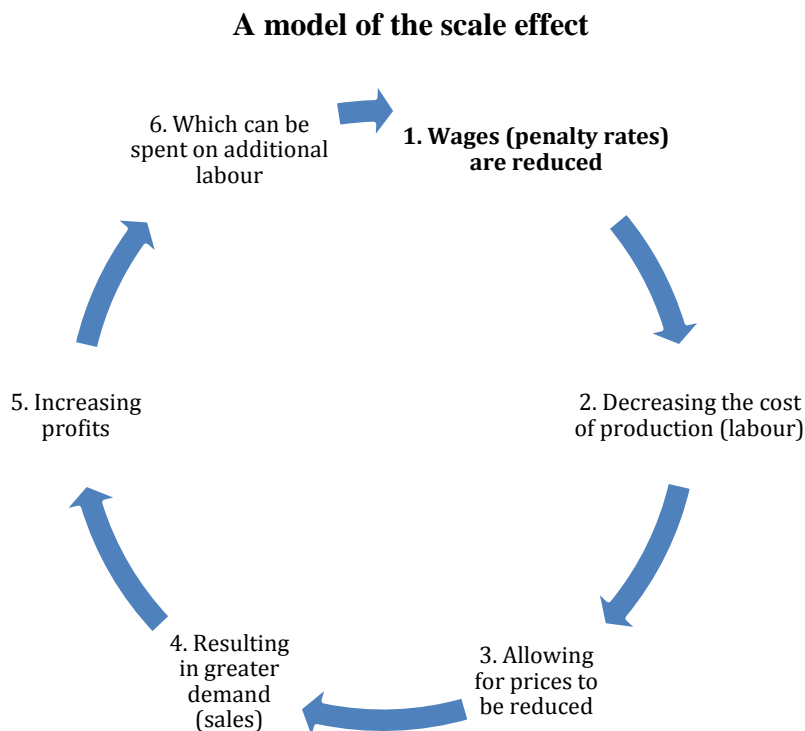 A model of the scale effect
1. Wages (penalty rates)
are reduced
2. Decreasing the cost
of production (labour)
3. Allowing
for prices to
be reduced
4. Resulting
in greater
demand
(sales)
5. Increasing
profits
6. Which can be
spent on additional
labour